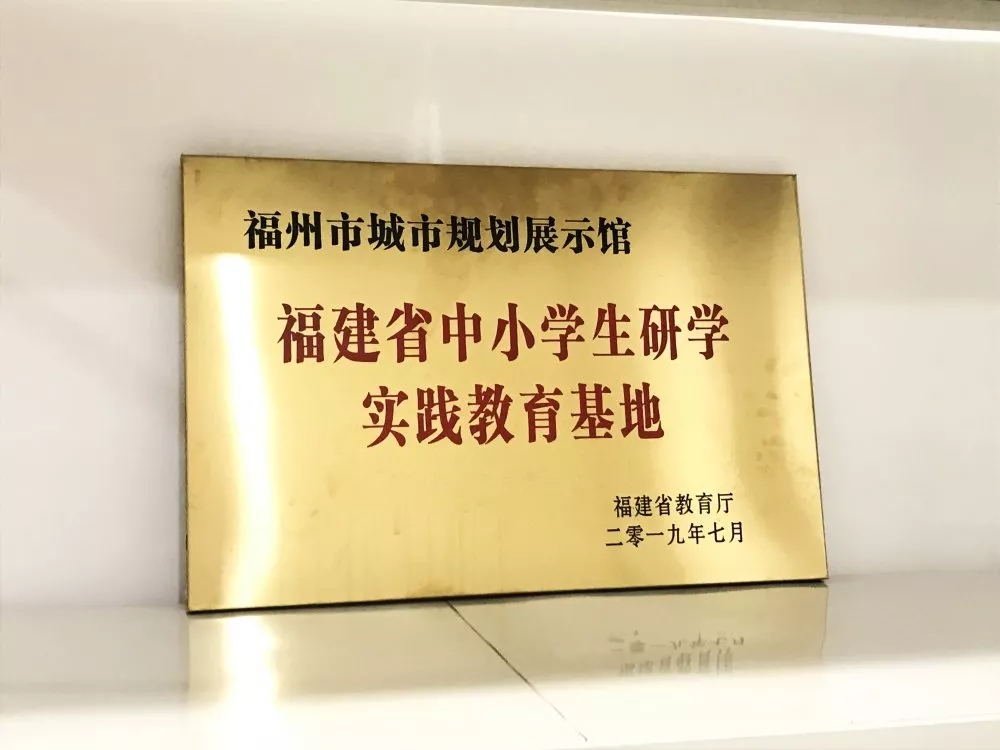 福州市城市规划展示馆
福建省中小学生研学
实践教育基地
福建省教育厅
二零一九年七月